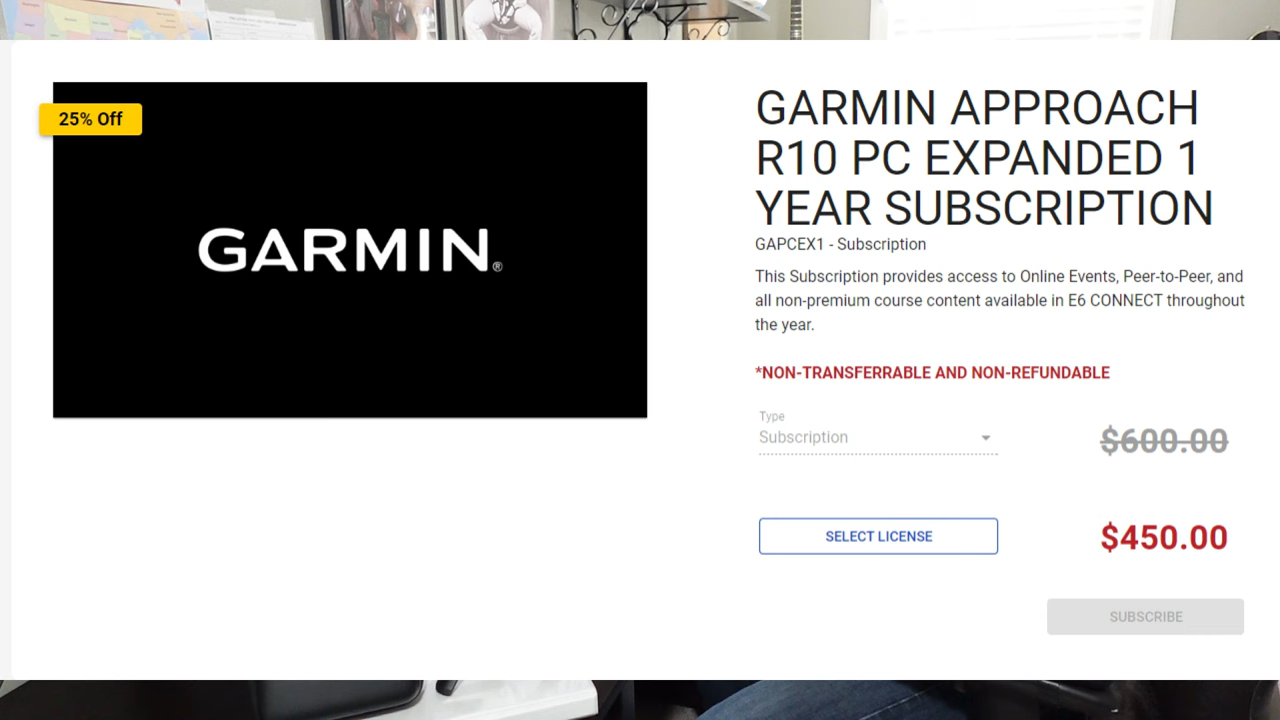 25% Off
GARMIN®
GARMIN APPROACH
R10 PC EXPANDED 1
YEAR SUBSCRIPTION
GAPCEX1 - Subscription
This Subscription provides access to Online Events, Peer-to-Peer, and
all non-premium course content available in E6 CONNECT throughout
the year.
*NON-TRANSFERRABLE AND NON-REFUNDABLE
Type
Subscription
$600.00
SELECT LICENSE
$450.00
SUBSCRIBE